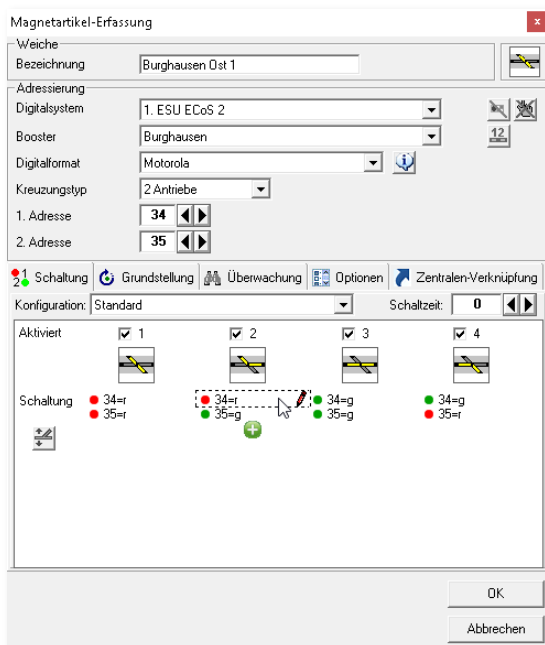 Magnetartikel-Erfassung
Weiche
Bezeichnung Burghausen Ost 1
Adressierung
Digitalsystem 1. ESU ECoS 2
Booster Burghausen 12
Digitalformat Motorola
Kreuzungstyp 2 Antriebe
1. Adresse 34
2. Adresse 35
1 2 Schaltung Grundstellung Überwachung Optionen Zentralen-Verknüpfung
Konfiguration: Standard Schaltzeit: 0
Aktiviert 1 2 3 4
Schaltung 34=r 34=r 34=g 34=g
35=r 35=g 35=g 35=r
OK
Abbrechen